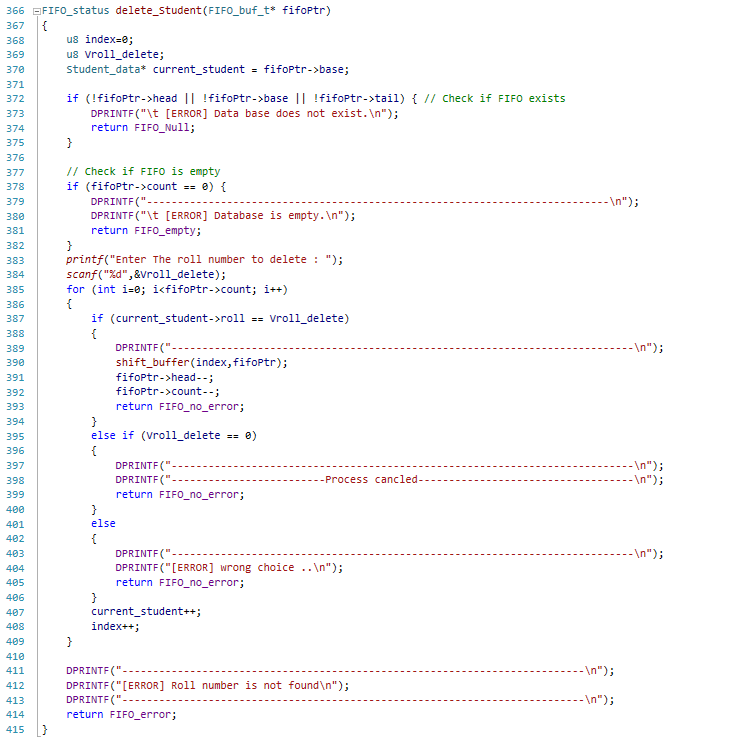 366 FIFO_status delete_Student(FIFO_buf_t* fifoPtr)
367 {
368 u8 index=0;
369 u8 Vroll_delete;
370 Student_data* current_student = fifoPtr->base;
371
372 if (!fifoPtr->head || !fifoPtr->base || !fifoPtr->tail) { // Check if FIFO exists
373 DPRINTF("\t [ERROR] Data base does not exist.\n");
374 return FIFO_Null;
375 }
376
377 // Check if FIFO is empty
378 if (fifoPtr->count == 0) {
379 DPRINTF("---------------------------------------------------------------------------\n");
380 DPRINTF("\t [ERROR] Database is empty.\n");
381 return FIFO_empty;
382 }
383 printf("Enter The roll number to delete : ");
384 scanf("%d",&Vroll_delete);
385 for (int i=0; i<fifoPtr->count; i++)
386 {
387 if (current_student->roll == Vroll_delete)
388 {
389 DPRINTF("---------------------------------------------------------------------------\n");
390 shift_buffer(index,fifoPtr);
391 fifoPtr->head--;
392 fifoPtr->count--;
393 return FIFO_no_error;
394 }
395 else if (Vroll_delete == 0)
396 {
397 DPRINTF("---------------------------------------------------------------------------\n");
398 DPRINTF("-------------------------Process cancled-----------------------------------\n");
399 return FIFO_no_error;
400 }
401 else
402 {
403 DPRINTF("---------------------------------------------------------------------------\n");
404 DPRINTF("[ERROR] wrong choice ..\n");
405 return FIFO_no_error;
406 }
407 current_student++;
408 index++;
409 }
410
411 DPRINTF("---------------------------------------------------------------------------\n");
412 DPRINTF("[ERROR] Roll number is not found\n");
413 DPRINTF("---------------------------------------------------------------------------\n");
414 return FIFO_error;
415 }